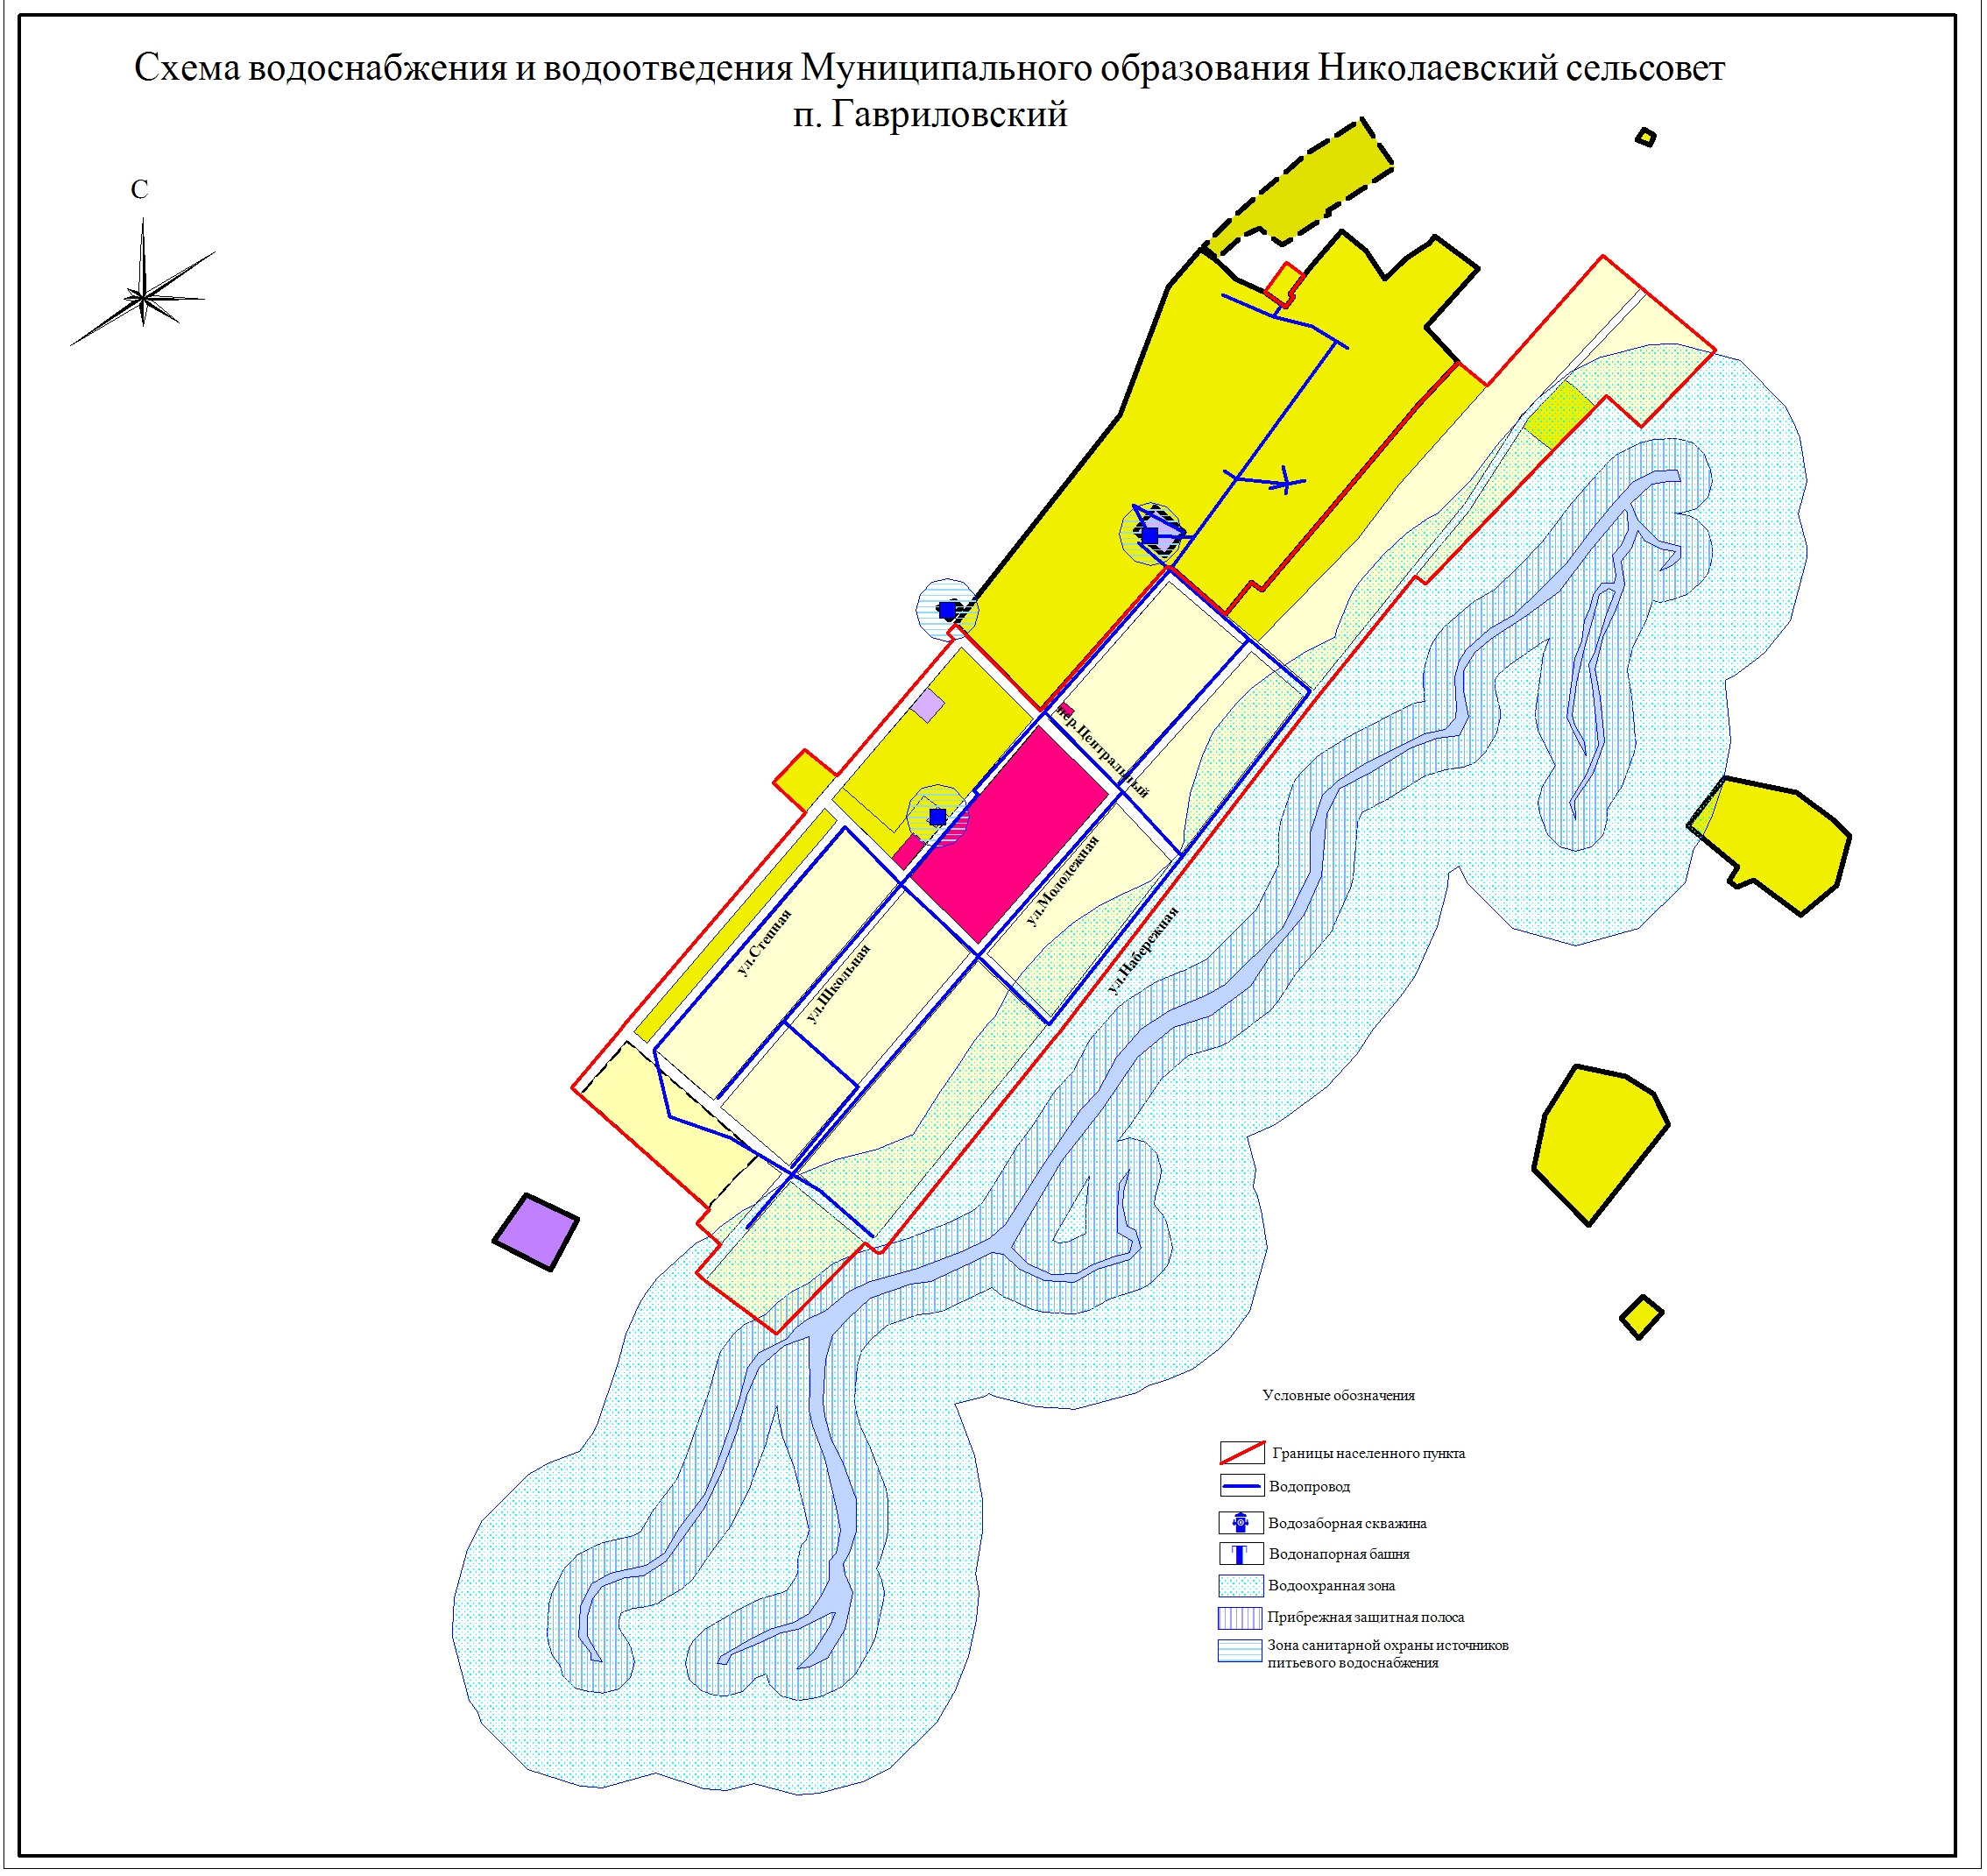 Схема водоснабжения и водоотведения Муниципального образования Николаевский сельсовет
п. Гавриловский
С
пер.Центральный
ул.Молодежная
ул.Степная
ул.Школьная
ул.Набережная
Условные обозначения
Границы населенного пункта
Водопровод
Водозаборная скважина
Водонапорная башня
Водоохранная зона
Прибрежная защитная полоса
Зона санитарной охраны источников
питьевого водоснабжения